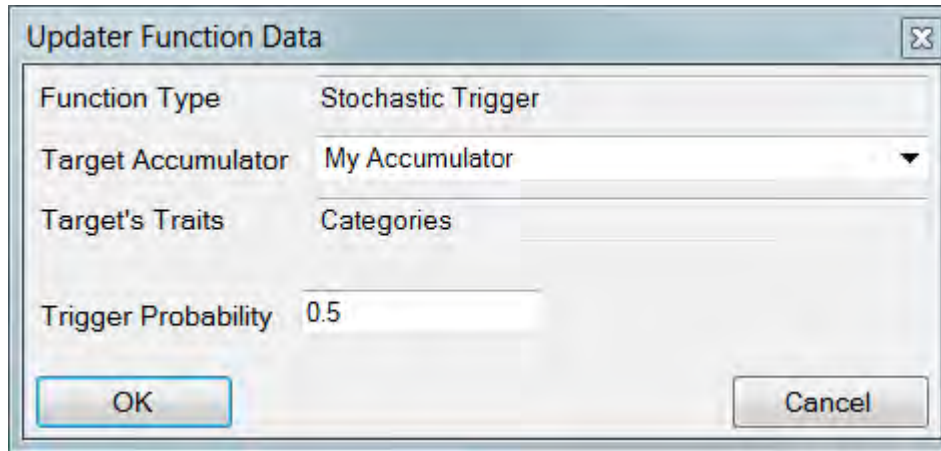 Updater Function Data
Function Type Stochastic Trigger
Target Accumulator My Accumulator
Target's Traits Categories
Trigger Probability 0.5
OK Cancel